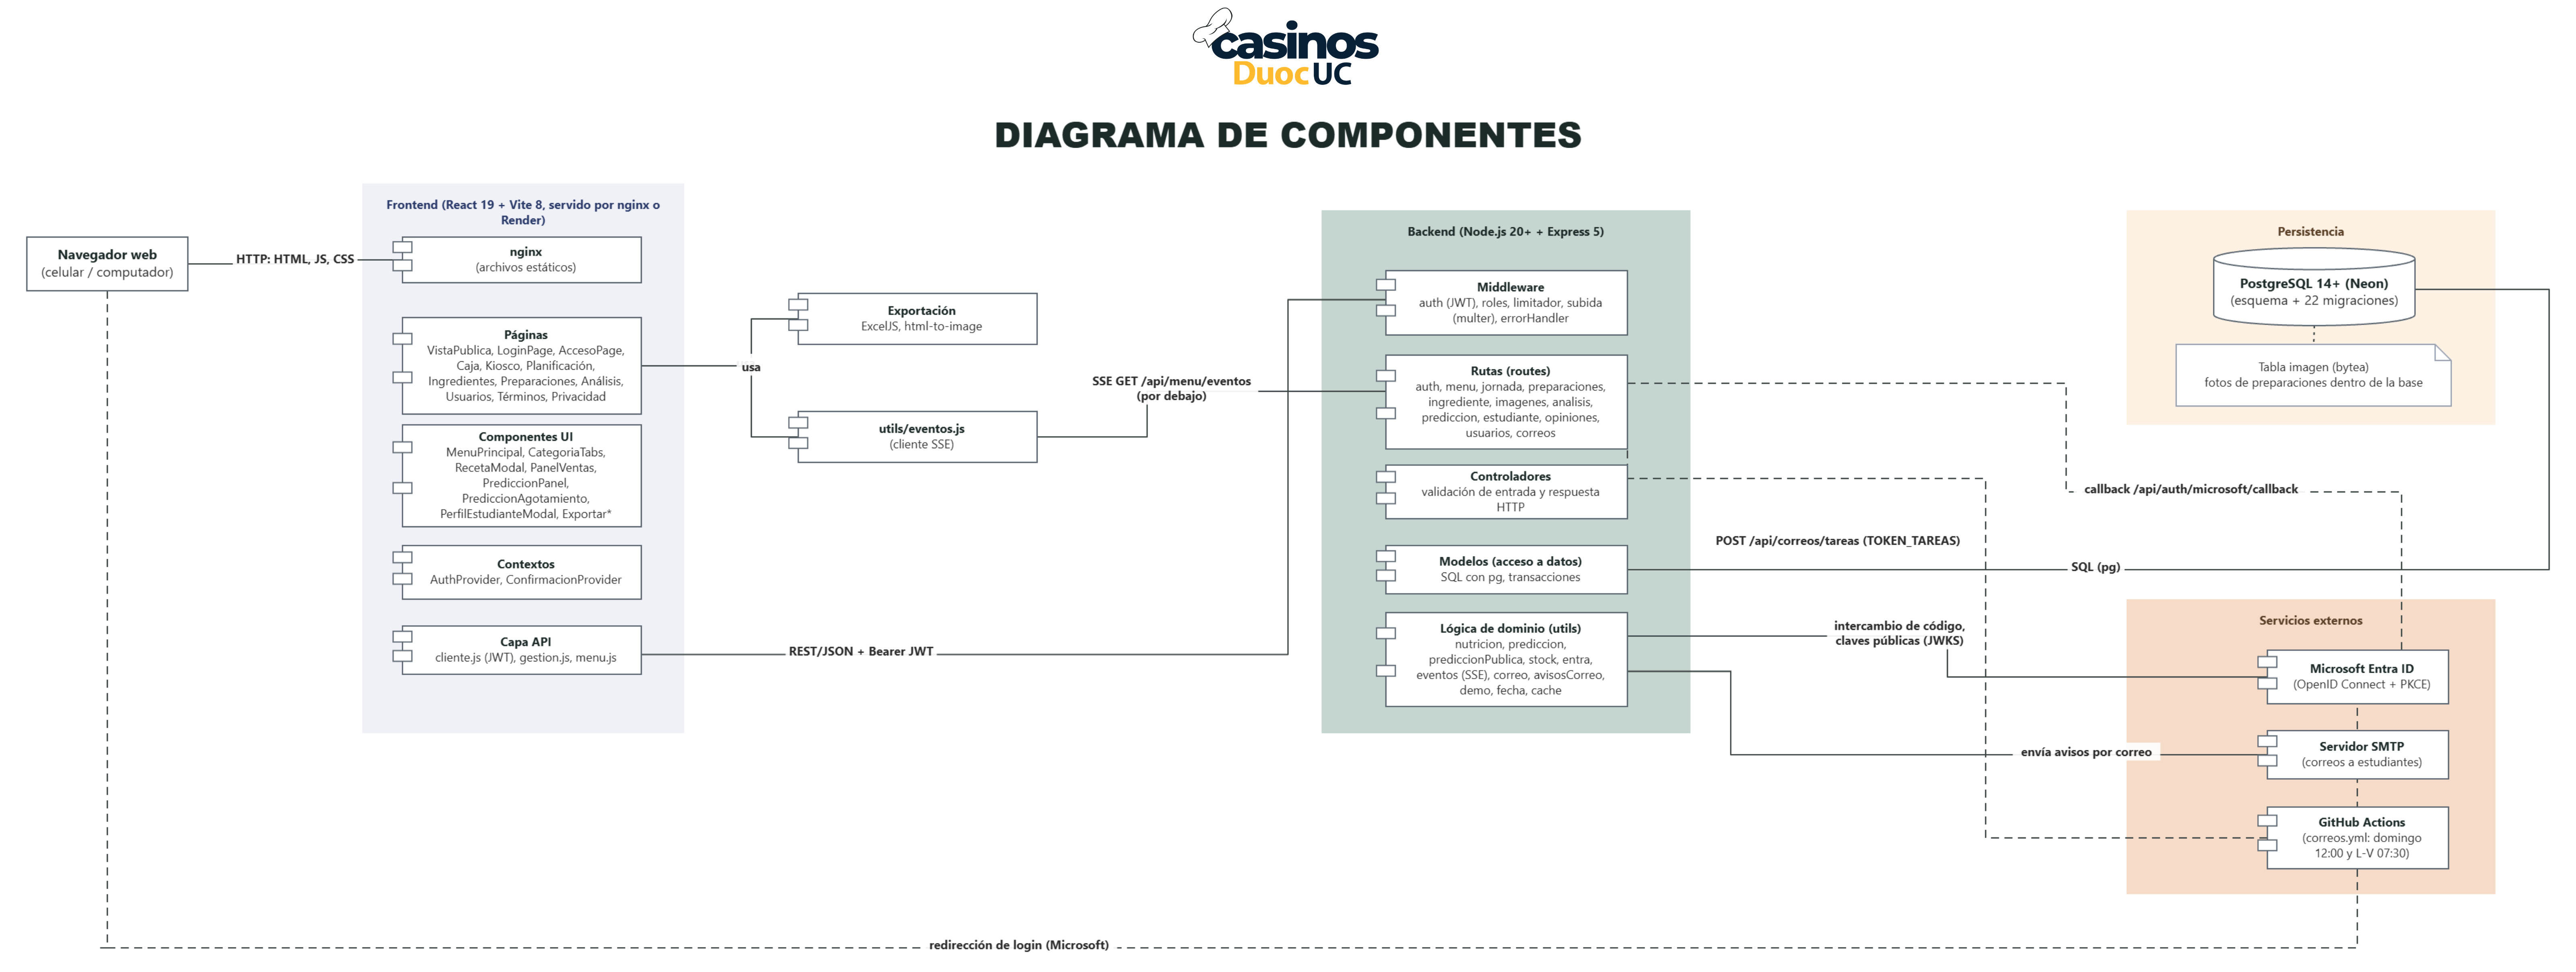 casinos
Duoc UC
DIAGRAMA DE COMPONENTES
Navegador web
(celular / computador)
HTTP: HTML, JS, CSS
Frontend (React 19 + Vite 8, servido por nginx o
Render)
nginx
(archivos estáticos)
Páginas
VistaPublica, LoginPage, AccesoPage,
Caja, Kiosco, Planificación,
Ingredientes, Preparaciones, Análisis,
Usuarios, Términos, Privacidad
Componentes UI
MenuPrincipal, CategoriaTabs,
RecetaModal, PanelVentas,
PrediccionPanel,
PrediccionAgotamiento,
PerfilEstudianteModal, Exportar*
Contextos
AuthProvider, ConfirmacionProvider
Capa API
cliente.js (JWT), gestion.js, menu.js
usa
Exportación
ExcelJS, html-to-image
utils/eventos.js
(cliente SSE)
SSE GET /api/menu/eventos
(por debajo)
REST/JSON + Bearer JWT
Backend (Node.js 20+ + Express 5)
Middleware
auth (JWT), roles, limitador, subida
(multer), errorHandler
Rutas (routes)
auth, menu, jornada, preparaciones,
ingrediente, imagenes, analisis,
prediccion, estudiante, opiniones,
usuarios, correos
Controladores
validación de entrada y respuesta
HTTP
Modelos (acceso a datos)
SQL con pg, transacciones
Lógica de dominio (utils)
nutricion, prediccion,
prediccionPublica, stock, entra,
eventos (SSE), correo, avisosCorreo,
demo, fecha, cache
callback /api/auth/microsoft/callback
POST /api/correos/tareas (TOKEN_TAREAS)
SQL (pg)
intercambio de código,
claves públicas (JWKS)
envía avisos por correo
Persistencia
PostgreSQL 14+ (Neon)
(esquema + 22 migraciones)
Tabla imagen (bytea)
fotos de preparaciones dentro de la base
Servicios externos
Microsoft Entra ID
(OpenID Connect + PKCE)
Servidor SMTP
(correos a estudiantes)
GitHub Actions
(correos.yml: domingo
12:00 y L-V 07:30)
redirección de login (Microsoft)